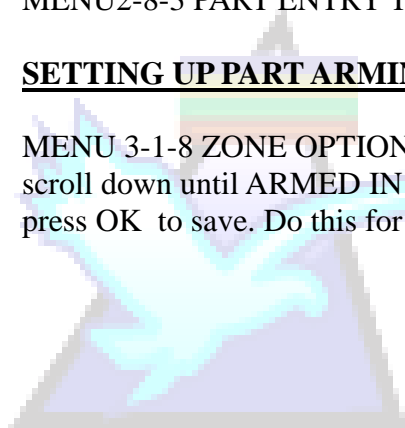 MENU2-8-3 PART ENTRY
SETTING UP PART
MENU 3-1-8 ZONE OPTION
scroll down until ARMED IN
press OK to save. Do this for